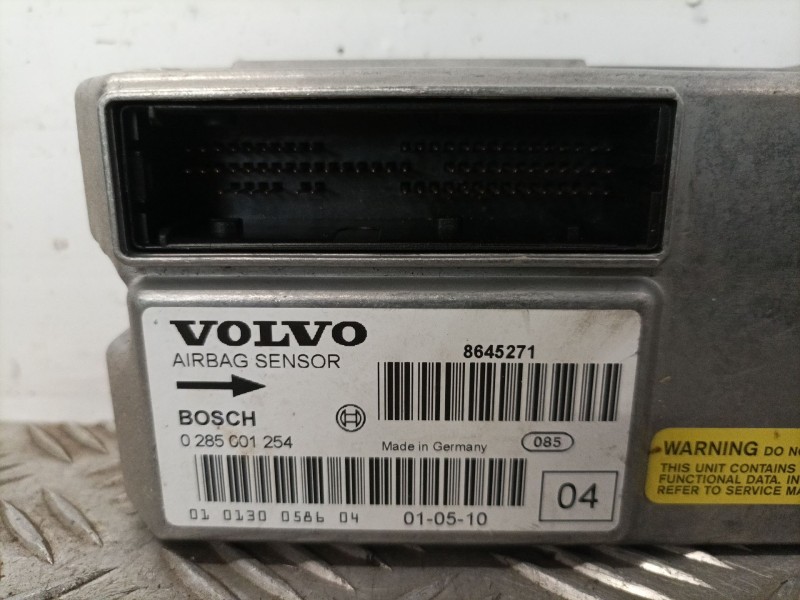 VOLVO
AIRBAG SENSOR
8645271
BOSCH
0 285 001 254
Made in Germany
085
04
01 0130 0586 04
01-05-10
WARNING DO NO
THIS UNIT CONTAINS
FUNCTIONAL DATA. IN
REFER TO SERVICE MA